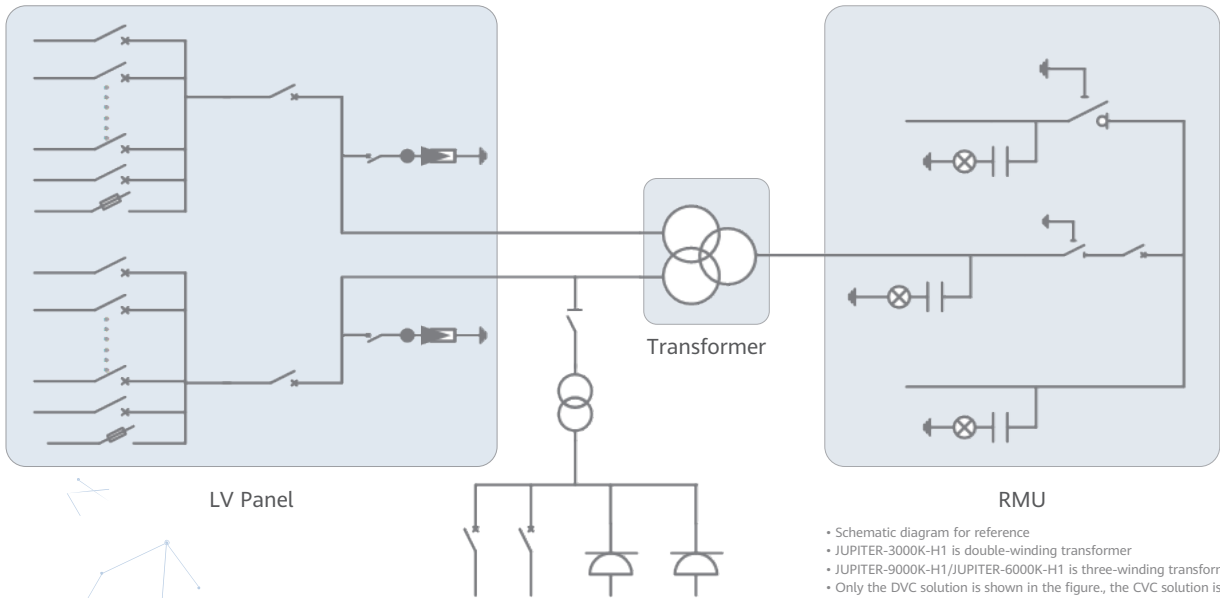 Transformer
LV Panel
RMU
• Schematic diagram for reference
• JUPITER-3000K-H1 is double-winding transformer
• JUPITER-9000K-H1/JUPITER-6000K-H1 is three-winding transform
• Only the DVC solution is shown in the figure., the CVC solution is